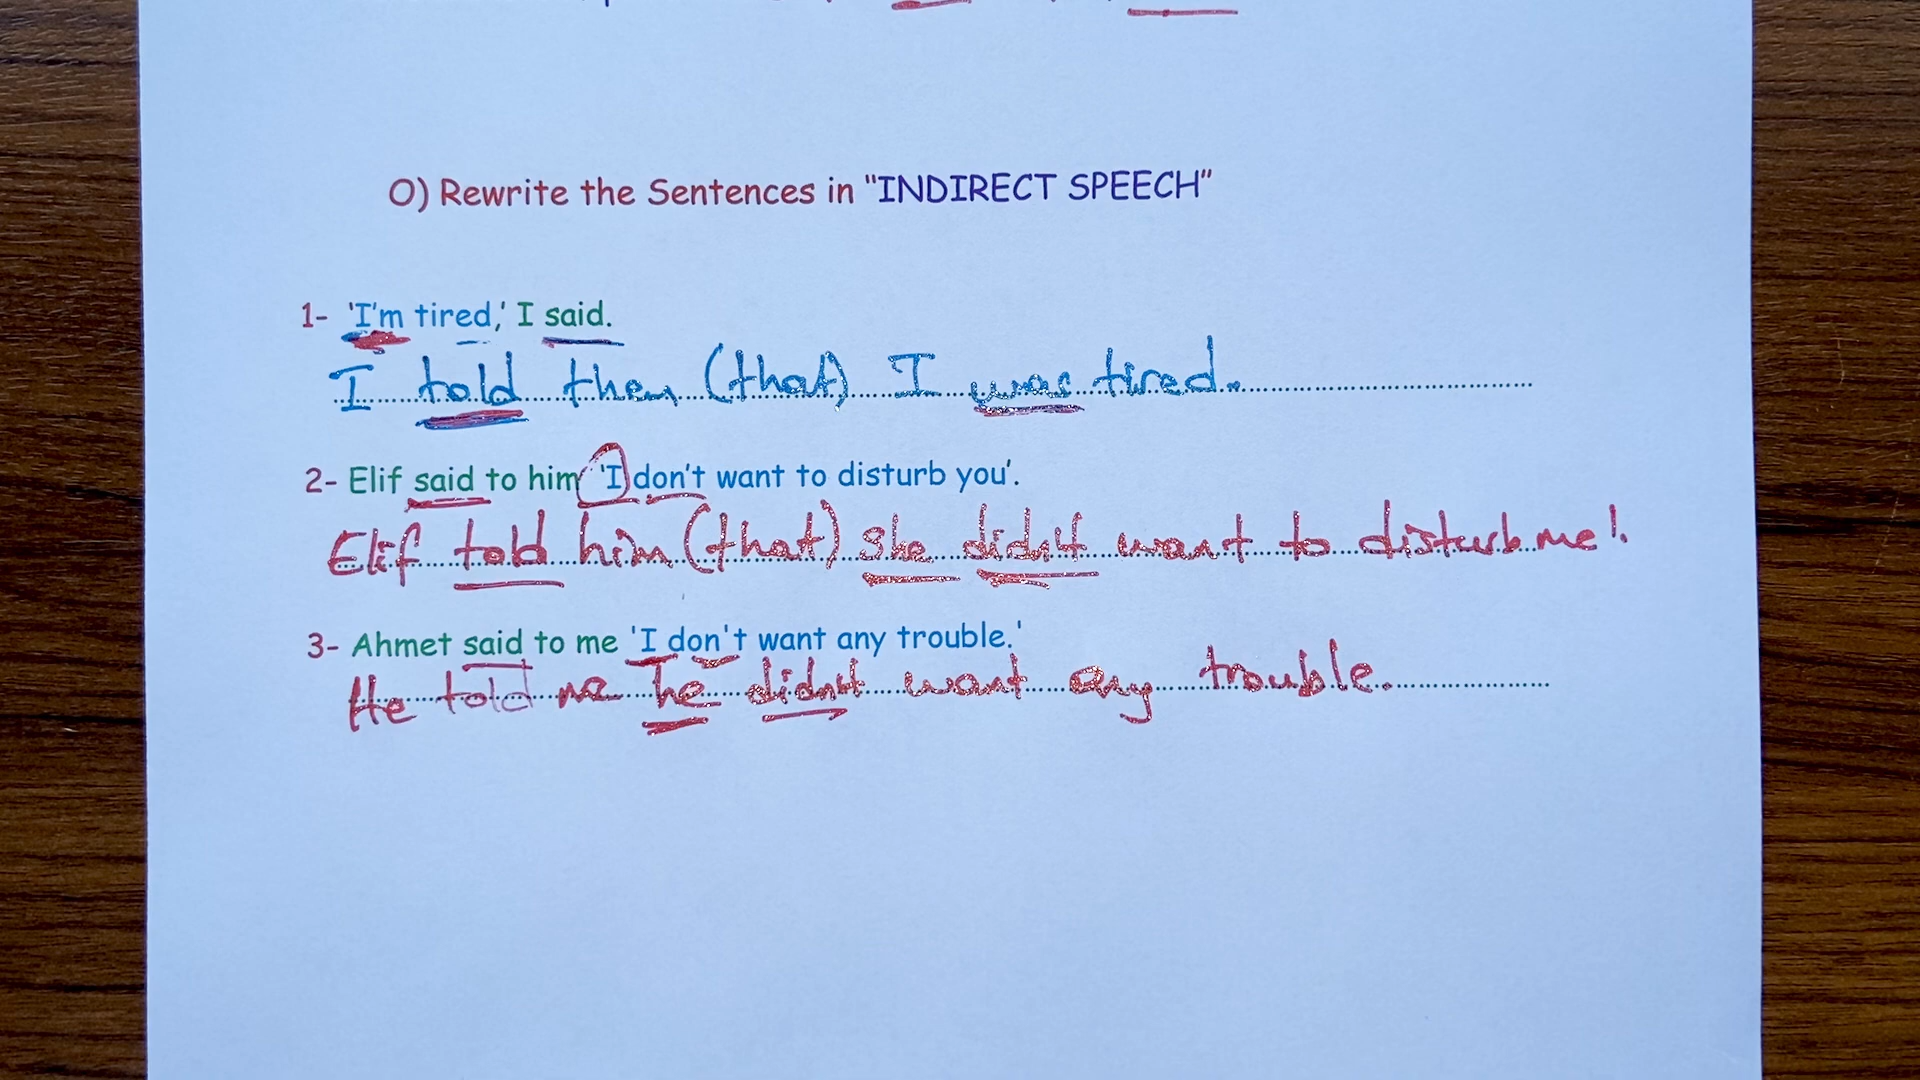 O) Rewrite the Sentences in "INDIRECT SPEECH"
1- 'I'm tired,' I said.
I told them (that) I was tired.
2- Elif said to him 'I don't want to disturb you'.
Elif told him (that) she didn't want to disturb me!.
3- Ahmet said to me 'I don't want any trouble.'
He told me he didn't want any trouble.